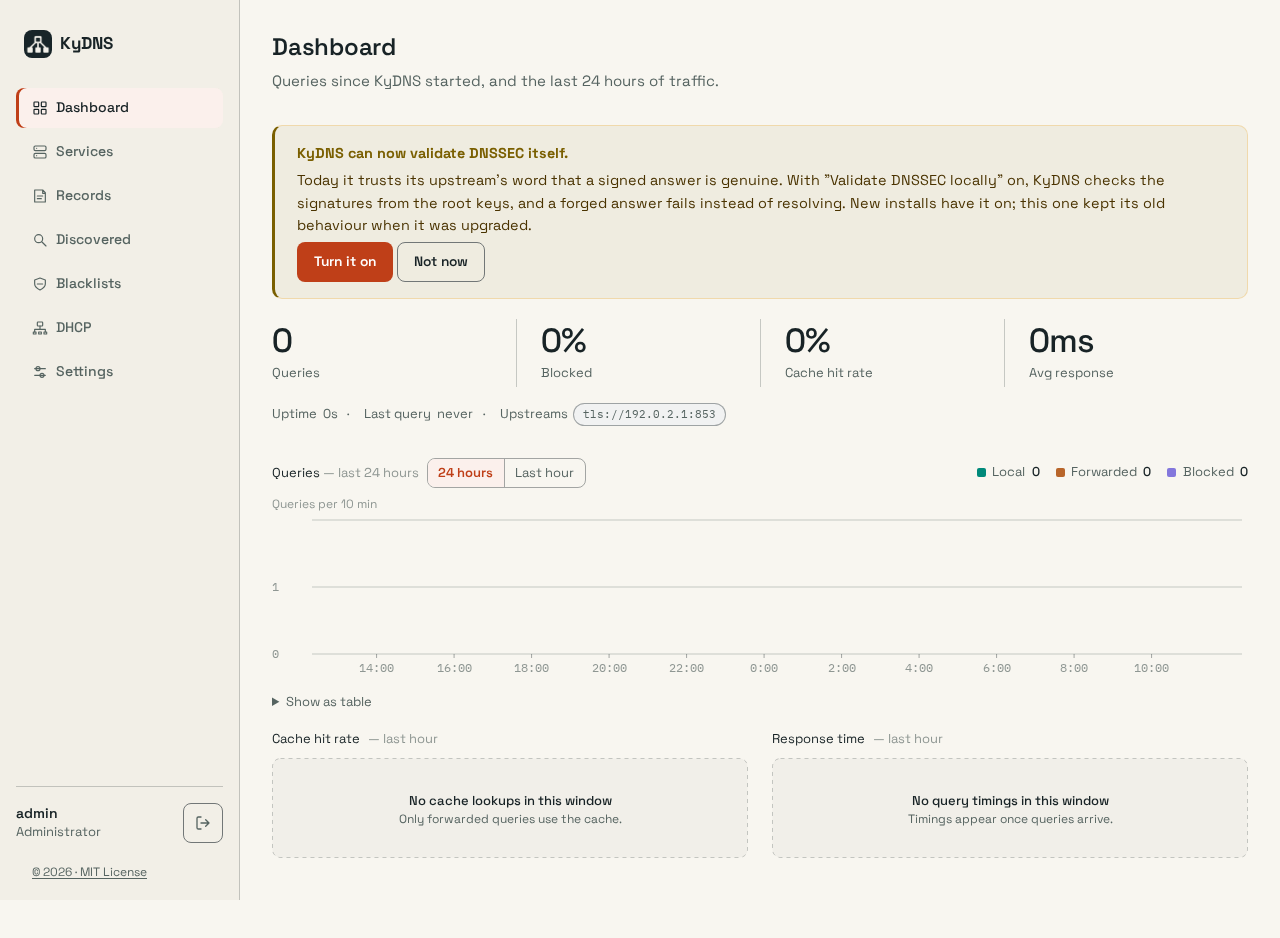 KyDNS
Dashboard
Services
Records
Discovered
Blacklists
DHCP
Settings
admin
Administrator
© 2026 · MIT License
Dashboard
Queries since KyDNS started, and the last 24 hours of traffic.
KyDNS can now validate DNSSEC itself.
Today it trusts its upstream's word that a signed answer is genuine. With "Validate DNSSEC locally" on, KyDNS checks the
signatures from the root keys, and a forged answer fails instead of resolving. New installs have it on; this one kept its old
behaviour when it was upgraded.
Turn it on Not now
0 0% 0% 0ms
Queries Blocked Cache hit rate Avg response
Uptime 0s · Last query never · Upstreams tls://192.0.2.1:853
Queries — last 24 hours 24 hours Last hour Local 0 Forwarded 0 Blocked 0
Queries per 10 min
1
0
14:00 16:00 18:00 20:00 22:00 0:00 2:00 4:00 6:00 8:00 10:00
Show as table
Cache hit rate — last hour Response time — last hour
No cache lookups in this window No query timings in this window
Only forwarded queries use the cache. Timings appear once queries arrive.